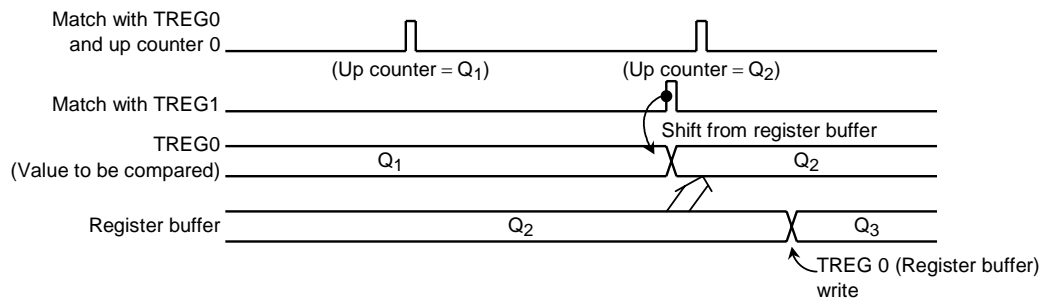 Match with TREG0
and up counter 0
(Up counter = Q1)
(Up counter = Q2)
Match with TREG1
Shift from register buffer
TREG0
(Value to be compared)
Q1
Q2
Register buffer
Q2
Q3
TREG 0 (Register buffer)
write